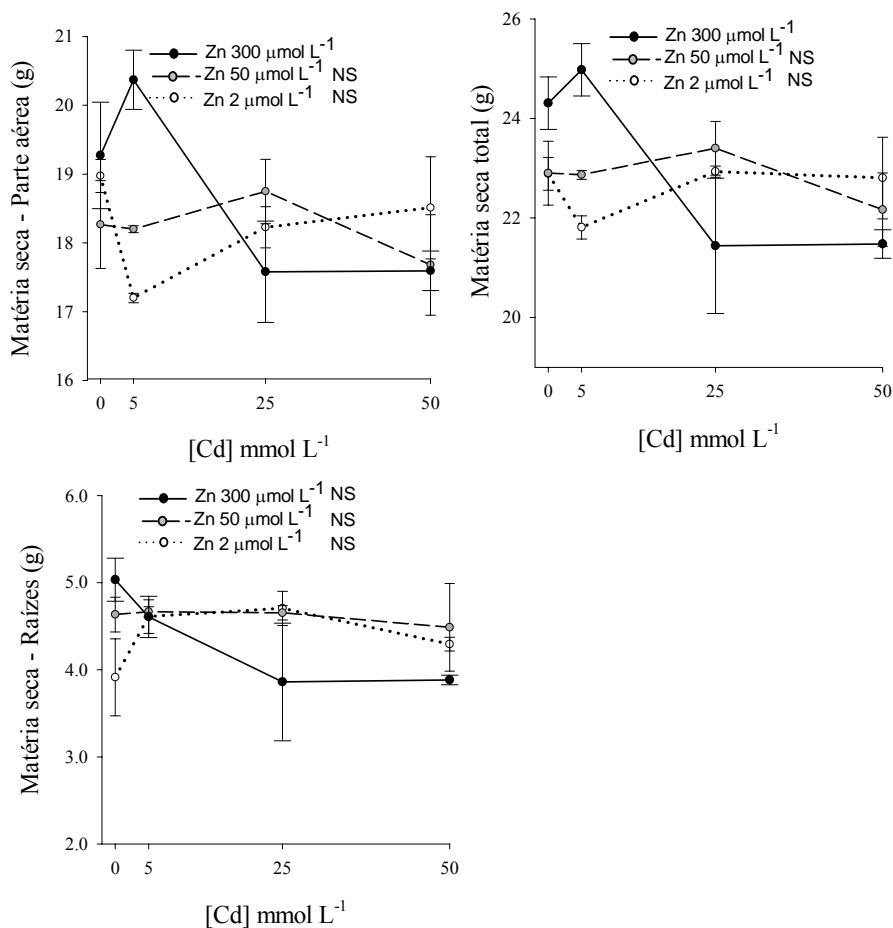 Matéria seca - Parte aérea (g)
21
20
19
18
17
16
Zn 300 μmol L-1
Zn 50 μmol L-1 NS
Zn 2 μmol L-1 NS
0
5
25
50
[Cd] mmol L-1
Matéria seca total (g)
26
24
22
20
Zn 300 μmol L-1
Zn 50 μmol L-1 NS
Zn 2 μmol L-1 NS
0
5
25
50
[Cd] mmol L-1
Matéria seca - Raízes (g)
6.0
5.0
4.0
3.0
2.0
Zn 300 μmol L-1 NS
Zn 50 μmol L-1 NS
Zn 2 μmol L-1 NS
0
5
25
50
[Cd] mmol L-1